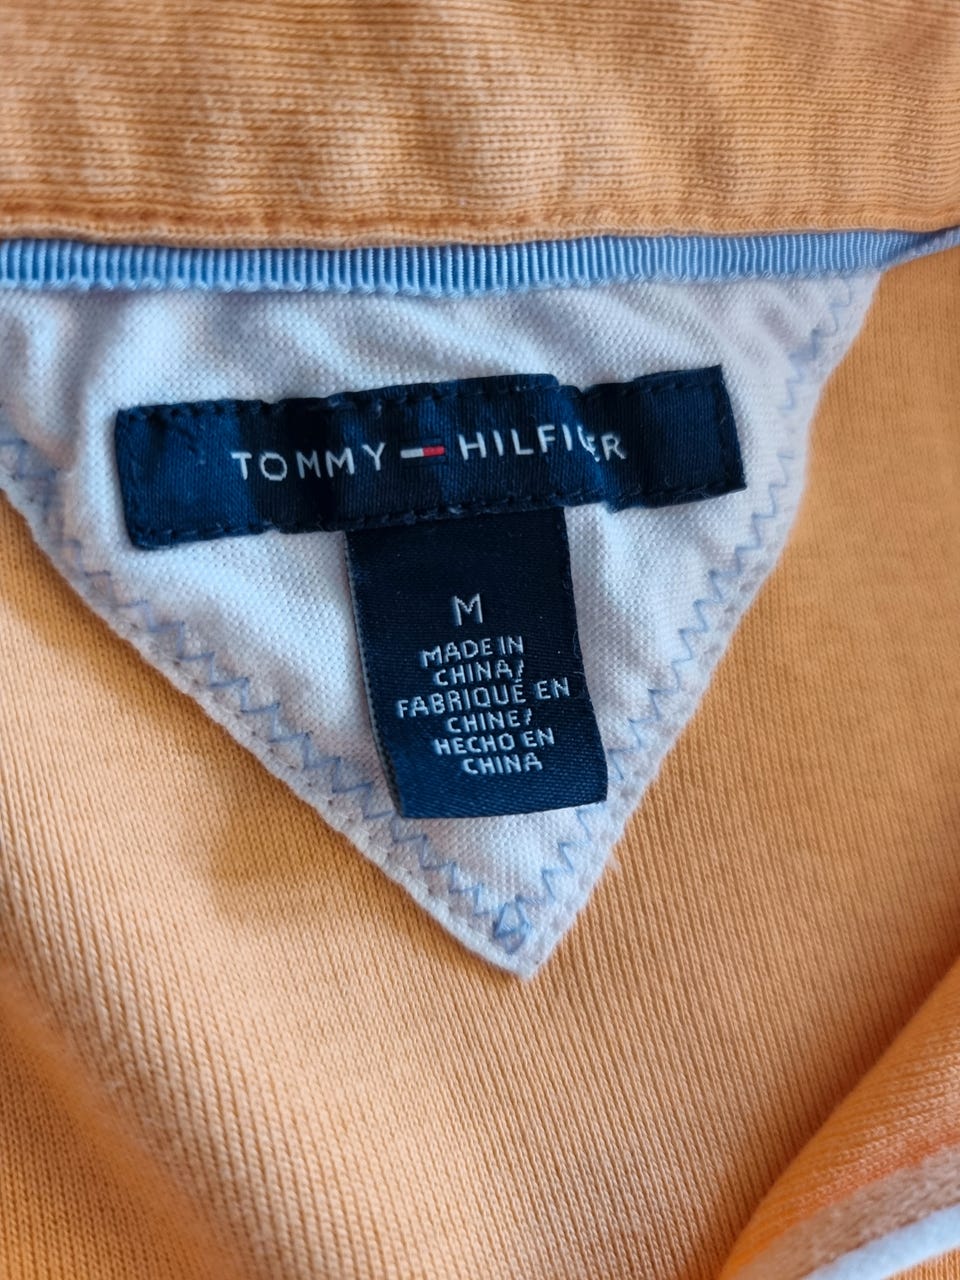 TOMMY HILFIGER
M
MADE IN
CHINA/
FABRIQUÉ EN
CHINE/
HECHO EN
CHINA